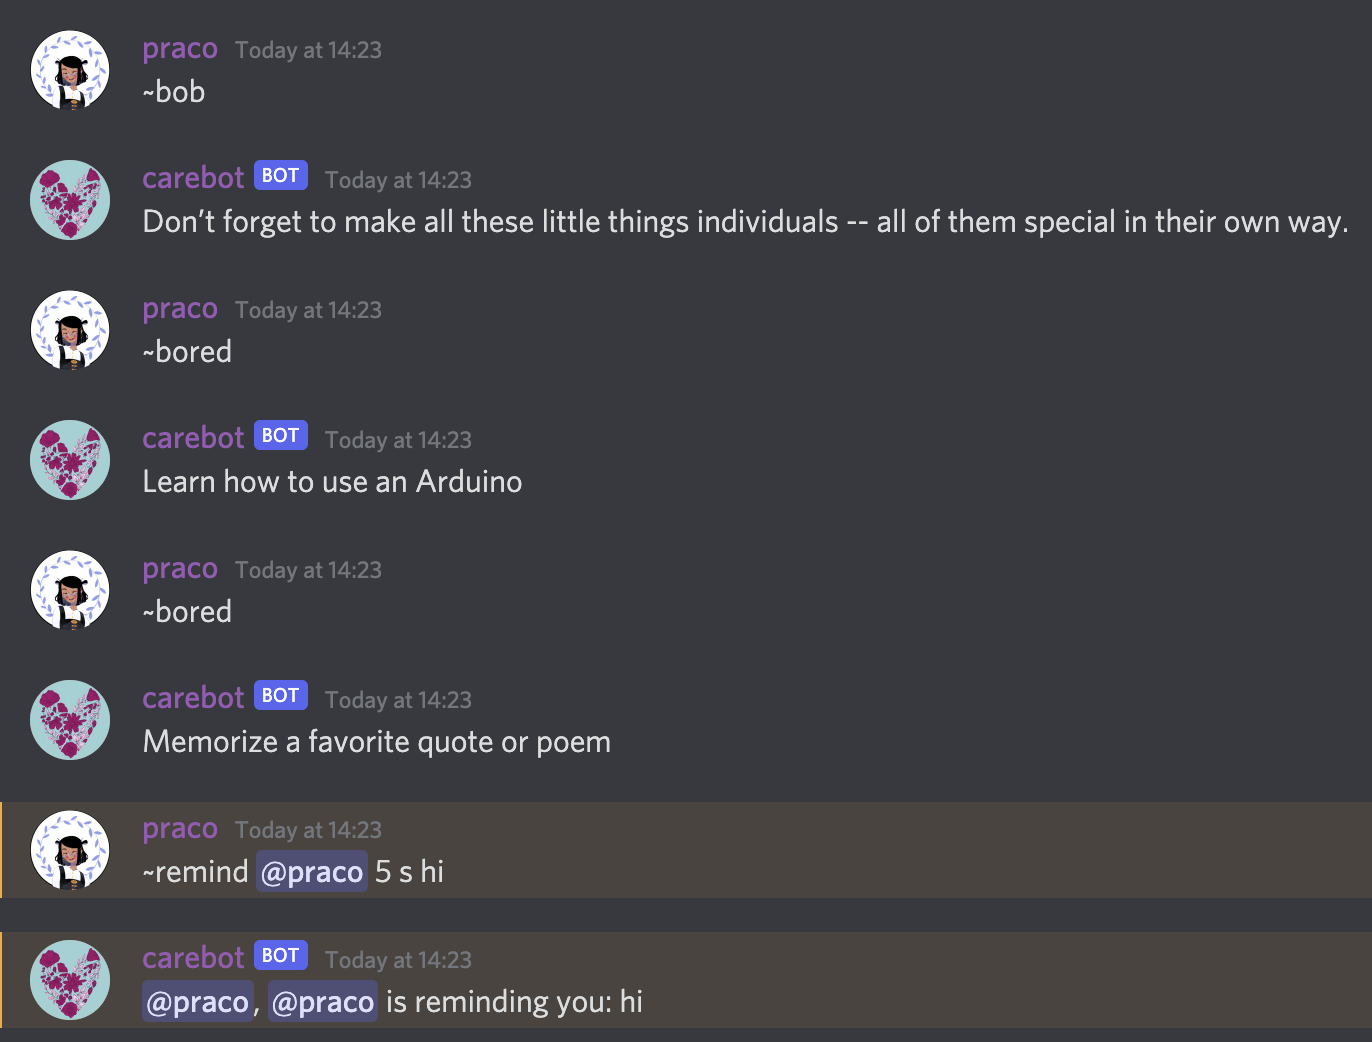 praco Today at 14:23
~bob
carebot BOT Today at 14:23
Don’t forget to make all these little things individuals -- all of them special in their own way.
praco Today at 14:23
~bored
carebot BOT Today at 14:23
Learn how to use an Arduino
praco Today at 14:23
~bored
carebot BOT Today at 14:23
Memorize a favorite quote or poem
praco Today at 14:23
~remind @praco 5 s hi
carebot BOT Today at 14:23
@praco, @praco is reminding you: hi